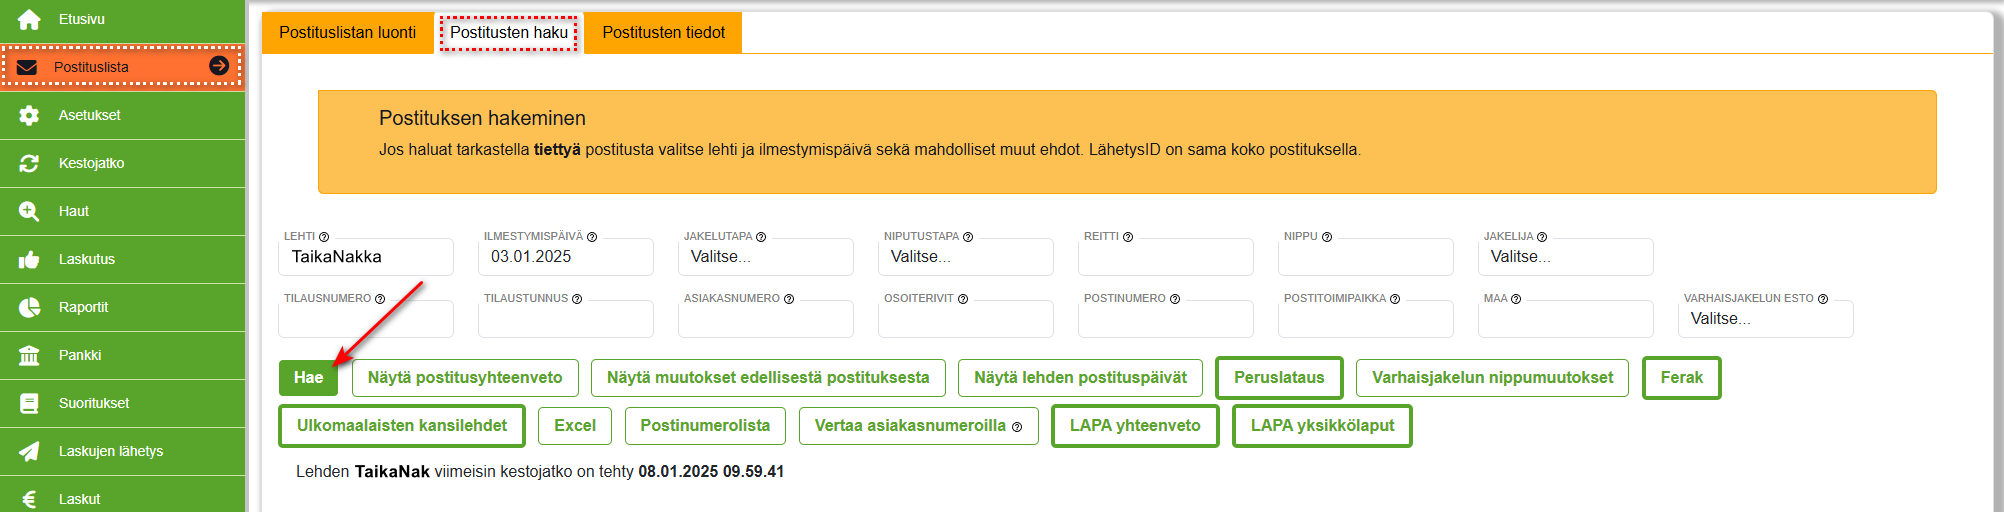 Etusivu
Postituslista
Asetukset
Kestojatko
Haut
Laskutus
Raportit
Pankki
Suoritukset
Laskujen lähetys
Laskut
Postituslistan luonti
Postitusten haku
Postitusten tiedot
Postituksen hakeminen
Jos haluat tarkastella tiettyä postitusta valitse lehti ja ilmestymispäivä sekä mahdolliset muut ehdot. LähetysID on sama koko postituksella.
LEHTI ILMESTYMISPÄIVÄ JAKELUTAPA NIPUTUSTAPA REITTI NIPPU JAKELIJA
TaikaNakka 03.01.2025 Valitse... Valitse... Valitse...
TILAUSNUMERO TILAUSTUNNUS ASIAKASNUMERO OSOITERIVIT POSTINUMERO POSTITOIMIPAIKKA MAA VARHAISJAKELUN ESTO
Valitse...
Hae Näytä postitusyhteenveto Näytä muutokset edellisestä postituksesta Näytä lehden postituspäivät Peruslataus Varhaisjakelun nippumuutokset Ferak
Ulkomaalaisten kansilehdet Excel Postinumerolista Vertaa asiakasnumeroilla LAPA yhteenveto LAPA yksikkölaput
Lehden TaikaNak viimeisin kestojatko on tehty 08.01.2025 09.59.41